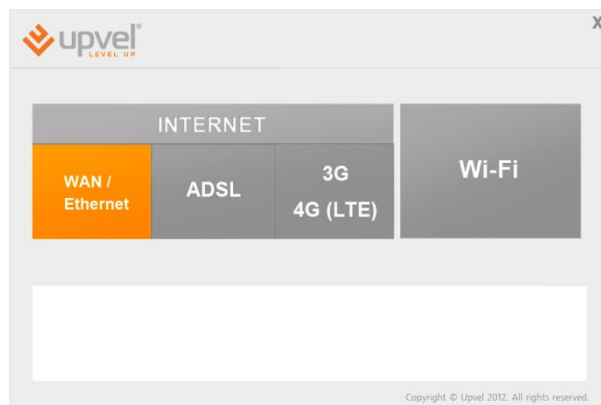 X
upvel®
LEVEL UP
INTERNET
WAN /
Ethernet
ADSL
3G
4G (LTE)
Wi-Fi
Copyright © Upvel 2012. All rights reserved.